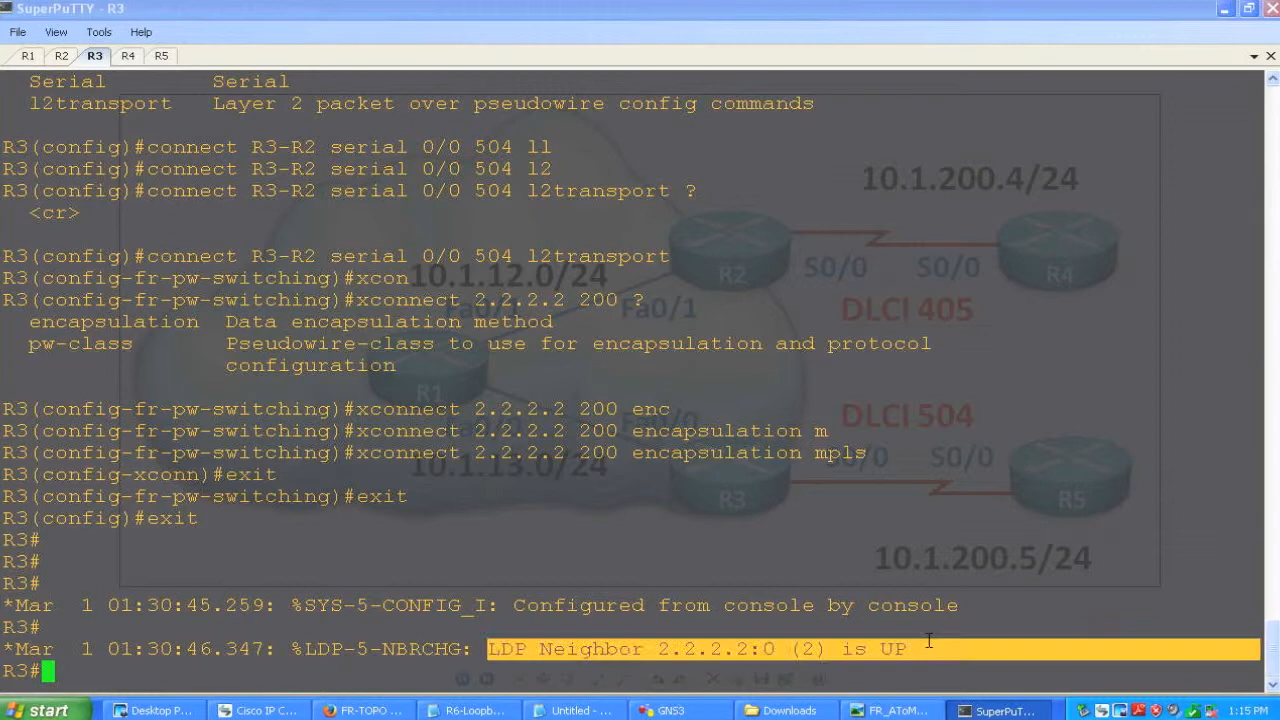 SuperPuTTY - R3
File View Tools Help
R1 R2 R3 R4 R5
Serial Serial
l2transport Layer 2 packet over pseudowire config commands
R3(config)#connect R3-R2 serial 0/0 504 ll
R3(config)#connect R3-R2 serial 0/0 504 l2
R3(config)#connect R3-R2 serial 0/0 504 l2transport ?
<cr>
R3(config)#connect R3-R2 serial 0/0 504 l2transport
R3(config-fr-pw-switching)#xcon
R3(config-fr-pw-switching)#xconnect 2.2.2.2 200 ?
encapsulation Data encapsulation method
pw-class Pseudowire-class to use for encapsulation and protocol
configuration
R3(config-fr-pw-switching)#xconnect 2.2.2.2 200 enc
R3(config-fr-pw-switching)#xconnect 2.2.2.2 200 encapsulation m
R3(config-fr-pw-switching)#xconnect 2.2.2.2 200 encapsulation mpls
R3(config-xconn)#exit
R3(config-fr-pw-switching)#exit
R3(config)#exit
R3#
R3#
R3#
*Mar 1 01:30:45.259: %SYS-5-CONFIG_I: Configured from console by console
R3#
*Mar 1 01:30:46.347: %LDP-5-NBRCHG: LDP Neighbor 2.2.2.2:0 (2) is UP
R3#
10.1.200.4/24
R2 S0/0 S0/0 R4
10.1.12.0/24
Fa0/1 Fa0/1
DLCI 405
R1
DLCI 504
Fa0/0
10.1.13.0/24
S0/0 S0/0
R3 R5
10.1.200.5/24
start Desktop P... Cisco IP C... FR-TOPO ... R6-Loopb... Untitled - ... GNS3 Downloads FR_AToM... SuperPuT... 1:15 PM